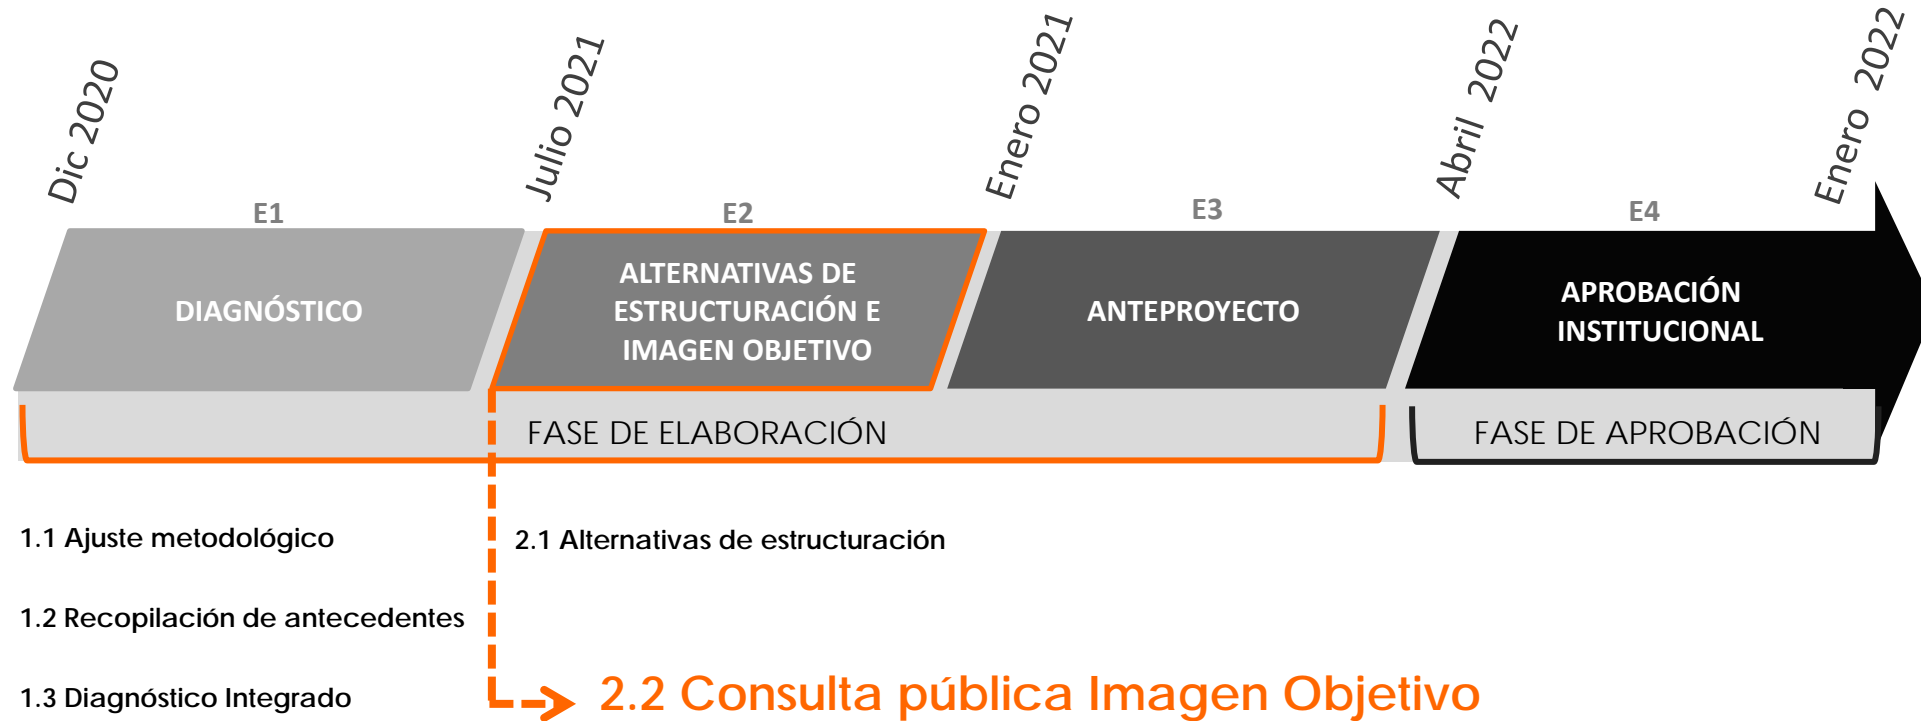 Dic 2020
Julio 2021
Enero 2021
Abril 2022
Enero 2022
E1
E2
E3
E4
DIAGNÓSTICO
ALTERNATIVAS DE
ESTRUCTURACIÓN E
IMAGEN OBJETIVO
ANTEPROYECTO
APROBACIÓN
INSTITUCIONAL
FASE DE ELABORACIÓN
FASE DE APROBACIÓN
1.1 Ajuste metodológico
1.2 Recopilación de antecedentes
1.3 Diagnóstico Integrado
2.1 Alternativas de estructuración
2.2 Consulta pública Imagen Objetivo